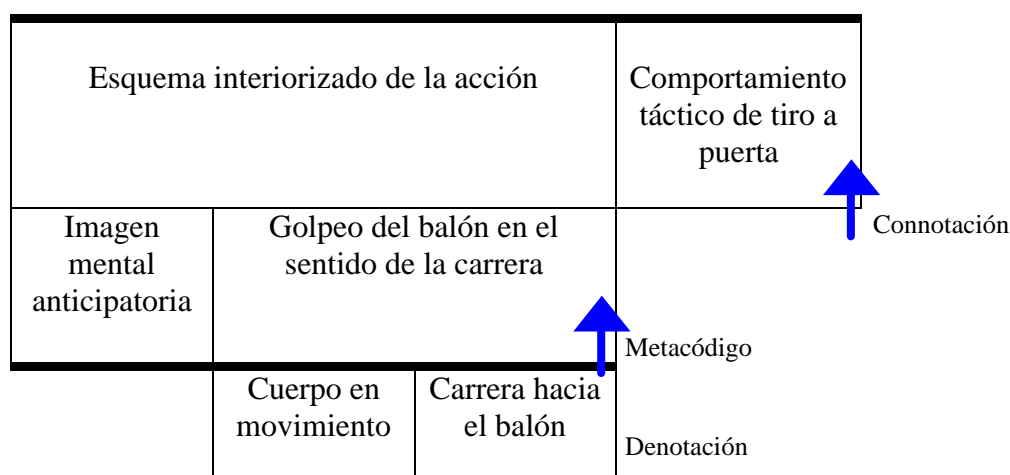 Esquema interiorizado de la acción
Comportamiento
táctico de tiro a
puerta
Connotación
Imagen
mental
anticipatoria
Golpeo del balón en el
sentido de la carrera
Metacódigo
Cuerpo en
movimiento
Carrera hacia
el balón
Denotación